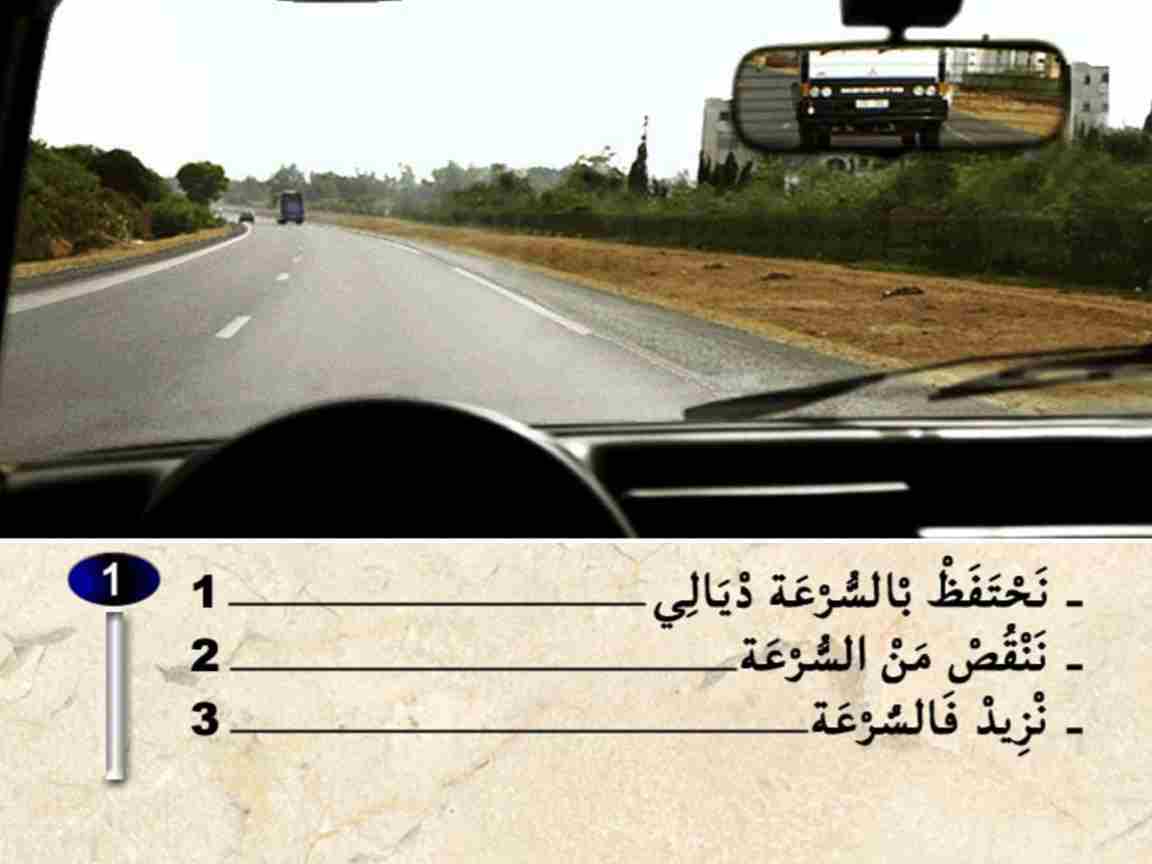 1
ـ نَحْتَفَظْ بْالسُّرْعَة دْيَالِي 1
ـ نَنْقُصْ مَنْ السُّرْعَة 2
ـ نْزِيدْ فَالسُّرْعَة 3